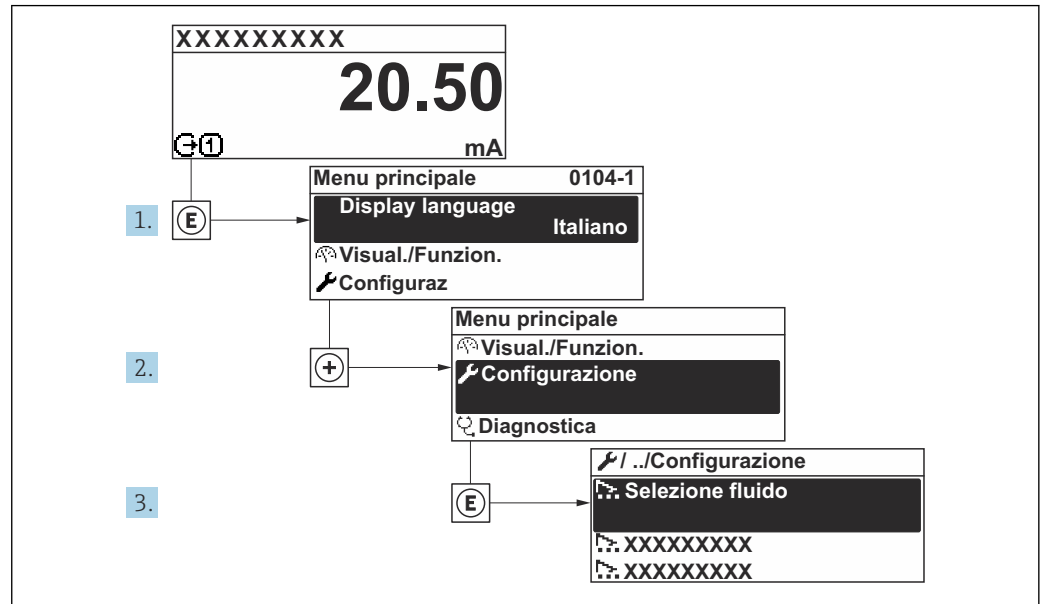 XXXXXXXXX
20.50
1 mA
Menu principale 0104-1
1. E Display language
Italiano
Visual./Funzion.
Configuraz
Menu principale
Visual./Funzion.
2. + Configurazione
Diagnostica
/ ../Configurazione
3. E Selezione fluido
XXXXXXXXX
XXXXXXXXX